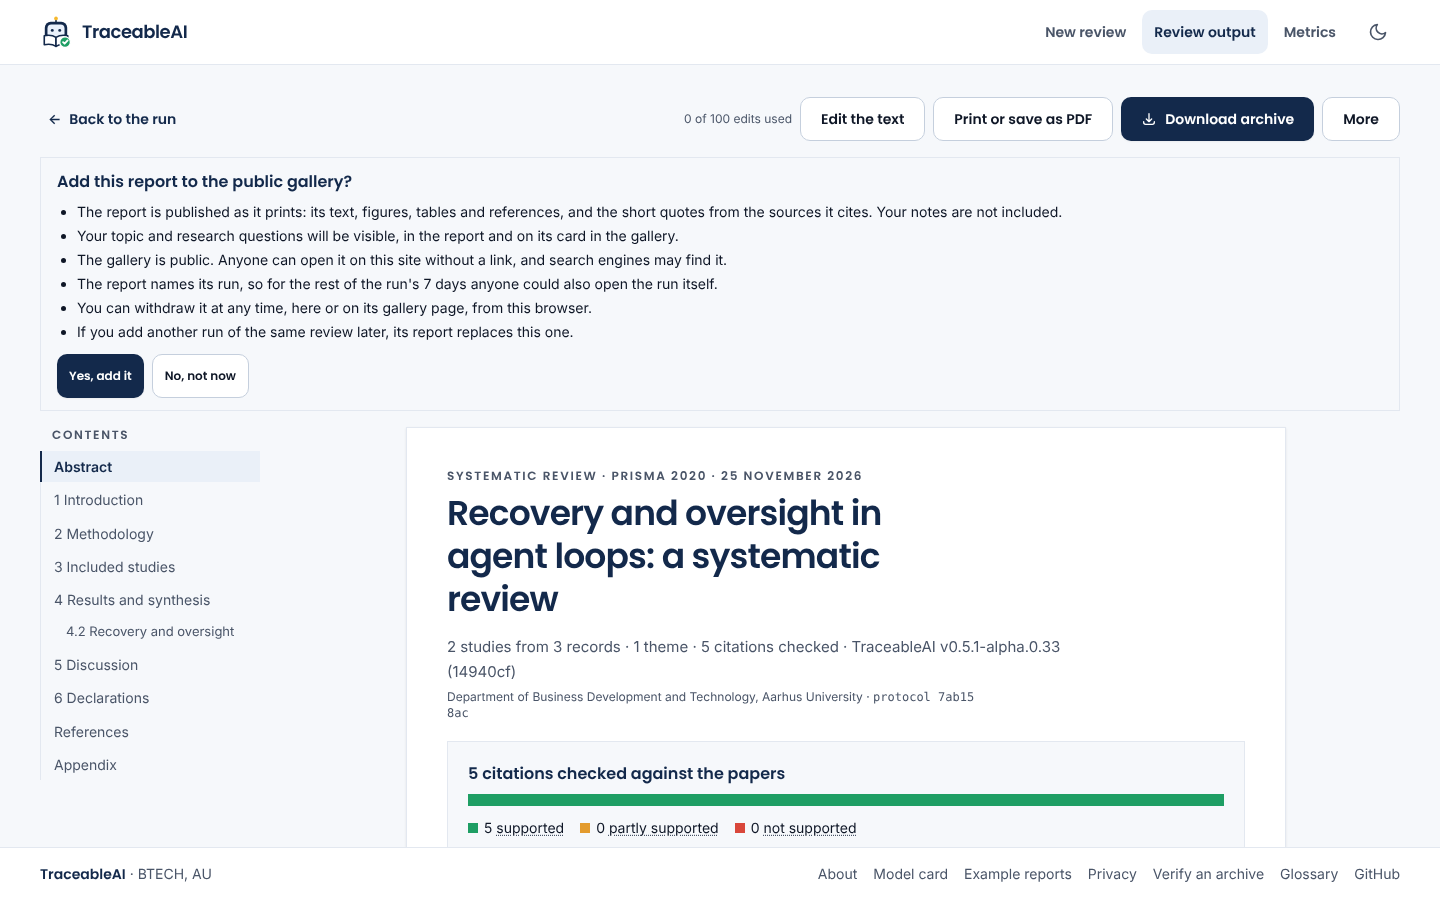 TraceableAI
New review
Review output
Metrics
Back to the run
0 of 100 edits used
Edit the text
Print or save as PDF
Download archive
More
Add this report to the public gallery?
The report is published as it prints: its text, figures, tables and references, and the short quotes from the sources it cites. Your notes are not included.
Your topic and research questions will be visible, in the report and on its card in the gallery.
The gallery is public. Anyone can open it on this site without a link, and search engines may find it.
The report names its run, so for the rest of the run's 7 days anyone could also open the run itself.
You can withdraw it at any time, here or on its gallery page, from this browser.
If you add another run of the same review later, its report replaces this one.
Yes, add it
No, not now
CONTENTS
Abstract
1 Introduction
2 Methodology
3 Included studies
4 Results and synthesis
4.2 Recovery and oversight
5 Discussion
6 Declarations
References
Appendix
SYSTEMATIC REVIEW · PRISMA 2020 · 25 NOVEMBER 2026
Recovery and oversight in
agent loops: a systematic
review
2 studies from 3 records · 1 theme · 5 citations checked · TraceableAI v0.5.1-alpha.0.33
(14940cf)
Department of Business Development and Technology, Aarhus University · protocol 7ab15
8ac
5 citations checked against the papers
5 supported
0 partly supported
0 not supported
TraceableAI · BTECH, AU
About
Model card
Example reports
Privacy
Verify an archive
Glossary
GitHub